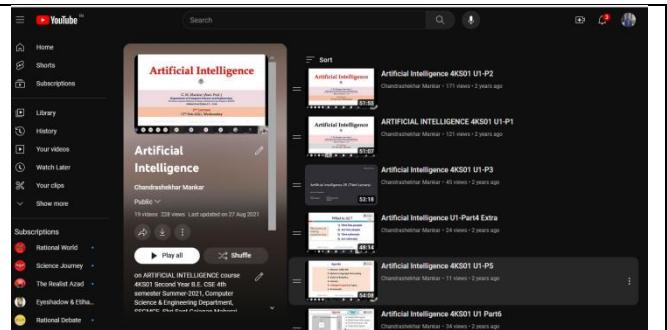 YouTube IN
Search
3
Home
Shorts
Subscriptions
Library
History
Your videos
Watch Later
Your clips
Show more
Subscriptions
Rational World
Science Journey
The Realist Azad
Eyeshadow & Etiha...
Rational Debate
Artificial Intelligence
Artificial
Intelligence
Chandrashekhar Mankar
Public
19 videos 228 views Last updated on 27 Aug 2021
Play all
Shuffle
on ARTIFICIAL INTELLIGENCE course
4KS01 Second Year B.E. CSE 4th
semester Summer-2021, Computer
Science & Engineering Department,
Sort
Artificial Intelligence
51:55
Artificial Intelligence 4KS01 U1-P2
Chandrashekhar Mankar • 171 views • 2 years ago
Artificial Intelligence
51:07
ARTIFICIAL INTELLIGENCE 4KS01 U1-P1
Chandrashekhar Mankar • 121 views • 2 years ago
53:18
Artificial Intelligence 4KS01 U1-P3
Chandrashekhar Mankar • 45 views • 2 years ago
What is AI?
48:14
Artificial Intelligence U1-Part4 Extra
Chandrashekhar Mankar • 24 views • 2 years ago
54:08
Artificial Intelligence 4KS01 U1-P5
Chandrashekhar Mankar • 11 views • 2 years ago
Artificial Intelligence 4KS01 U1 Part6
Chandrashekhar Mankar • 34 views • 2 years ago